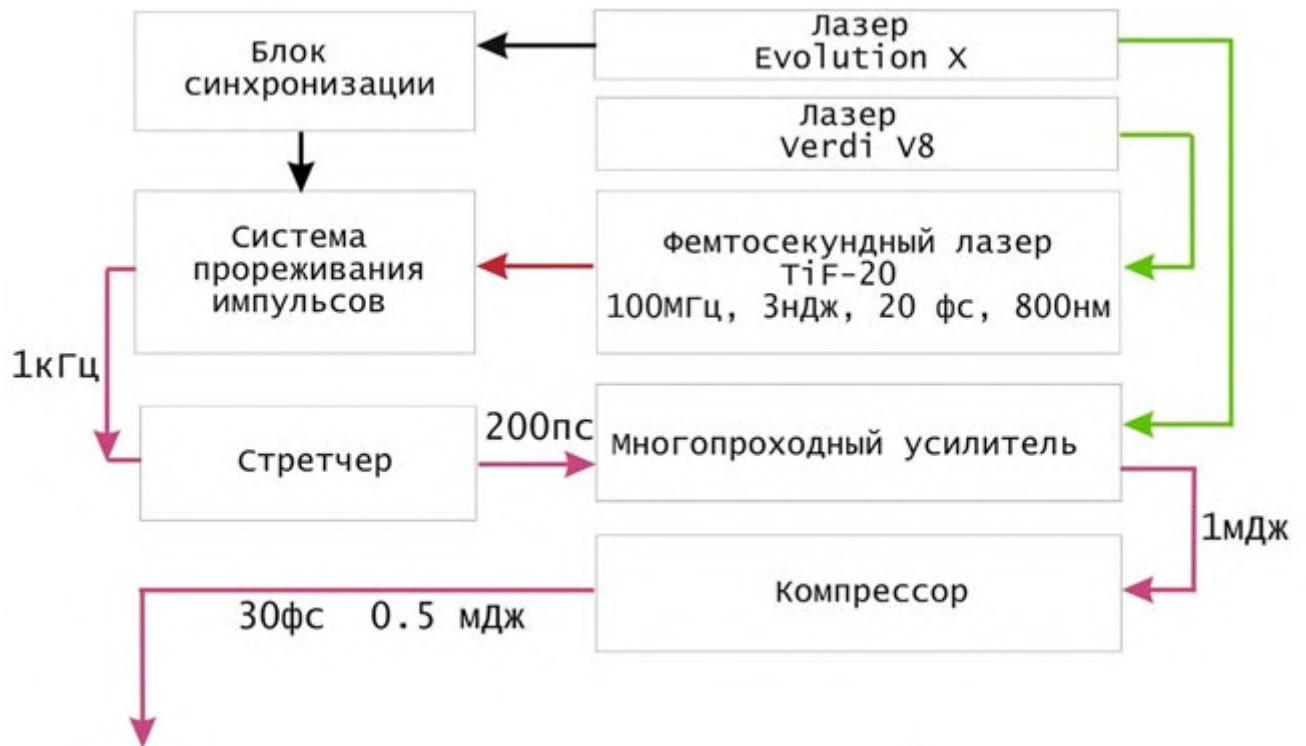 Блок
синхронизации
Лазер
Evolution X
Лазер
Verdi V8
Система
прореживания
импульсов
Фемтосекундный лазер
TiF-20
100МГц, 3нДж, 20 фс, 800нм
1кГц
Стретчер
200пс
Многопроходный усилитель
1мДж
Компрессор
30фс 0.5 мДж